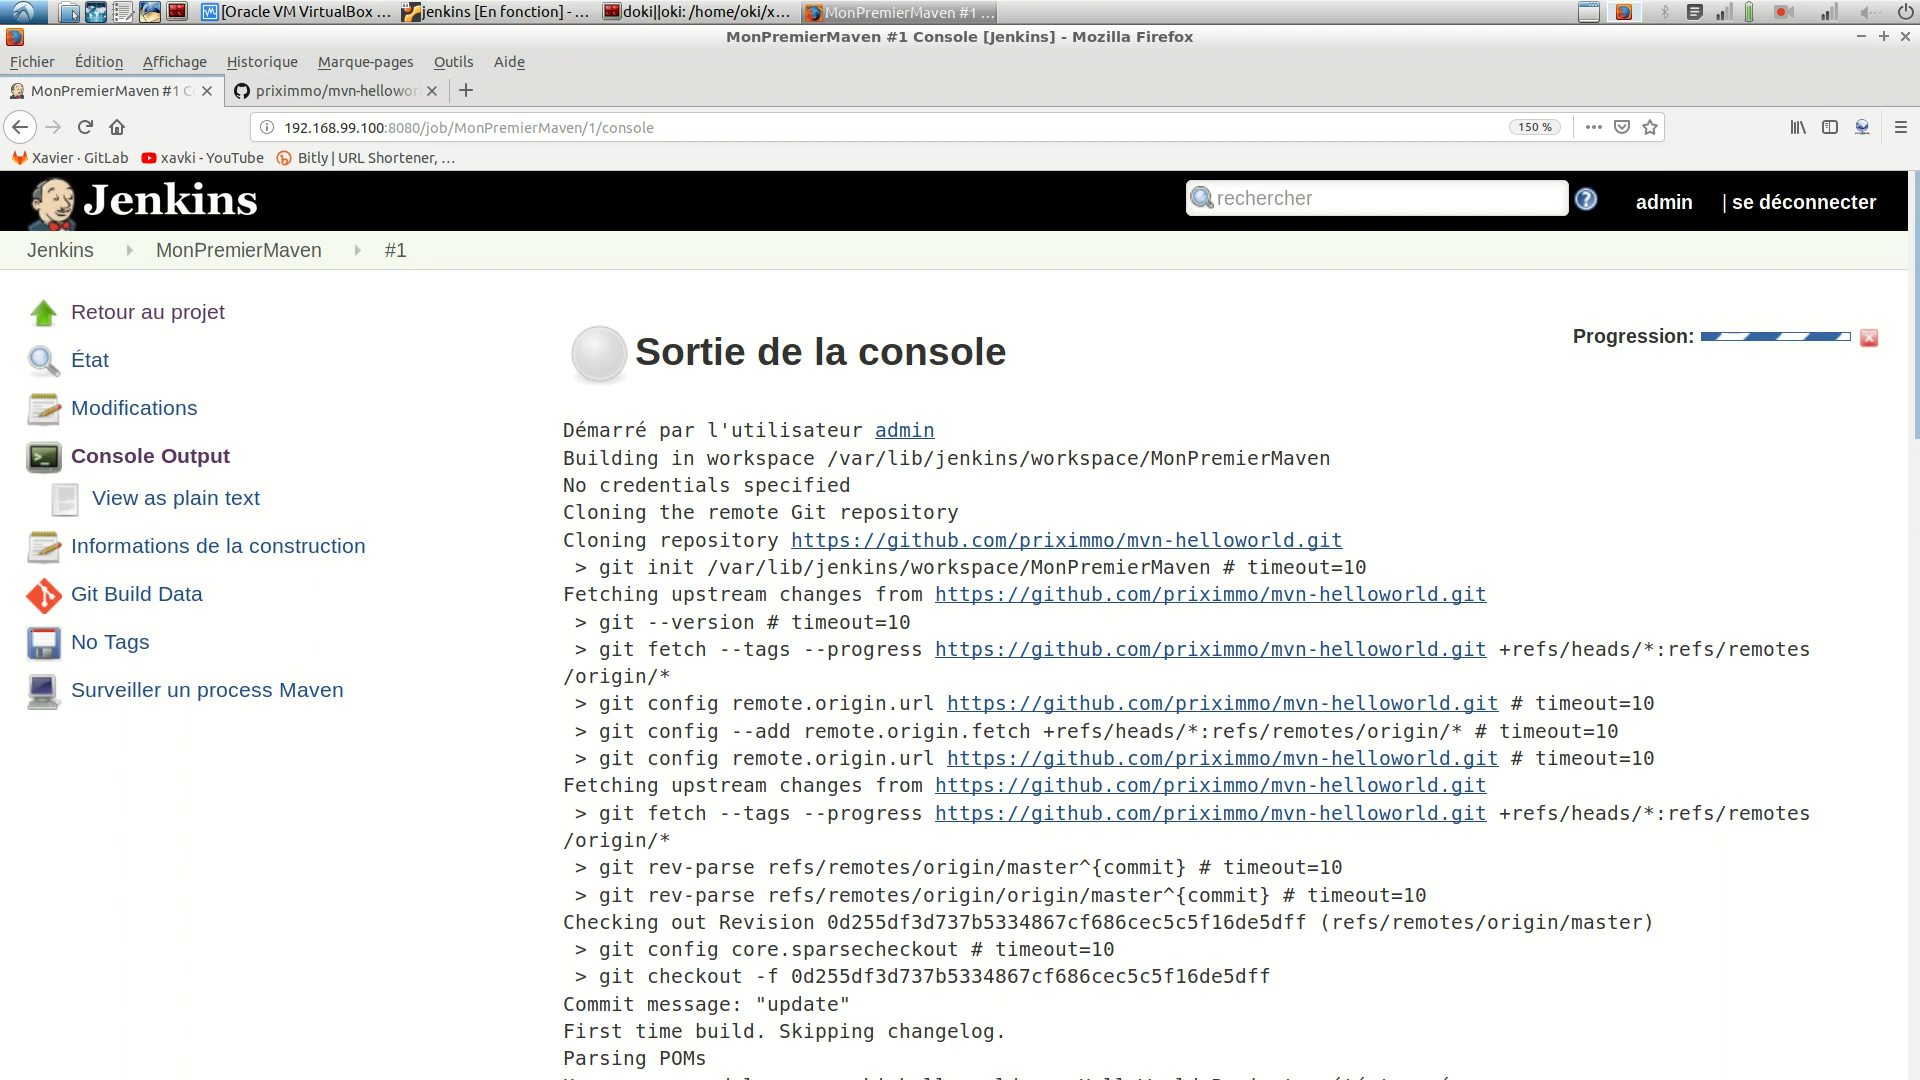 [Oracle VM VirtualBox ... jenkins [En fonction] - ... doki||oki: /home/oki/x... MonPremierMaven #1 ...
MonPremierMaven #1 Console [Jenkins] - Mozilla Firefox
Fichier Édition Affichage Historique Marque-pages Outils Aide
MonPremierMaven #1 C priximmo/mvn-hellowor
192.168.99.100:8080/job/MonPremierMaven/1/console 150 %
Xavier · GitLab xavki - YouTube Bitly | URL Shortener, ...
Jenkins rechercher admin | se déconnecter
Jenkins MonPremierMaven #1
Retour au projet
État
Modifications
Console Output
View as plain text
Informations de la construction
Git Build Data
No Tags
Surveiller un process Maven
Sortie de la console
Progression:
Démarré par l'utilisateur admin
Building in workspace /var/lib/jenkins/workspace/MonPremierMaven
No credentials specified
Cloning the remote Git repository
Cloning repository https://github.com/priximmo/mvn-helloworld.git
> git init /var/lib/jenkins/workspace/MonPremierMaven # timeout=10
Fetching upstream changes from https://github.com/priximmo/mvn-helloworld.git
> git --version # timeout=10
> git fetch --tags --progress https://github.com/priximmo/mvn-helloworld.git +refs/heads/*:refs/remotes
/origin/*
> git config remote.origin.url https://github.com/priximmo/mvn-helloworld.git # timeout=10
> git config --add remote.origin.fetch +refs/heads/*:refs/remotes/origin/* # timeout=10
> git config remote.origin.url https://github.com/priximmo/mvn-helloworld.git # timeout=10
Fetching upstream changes from https://github.com/priximmo/mvn-helloworld.git
> git fetch --tags --progress https://github.com/priximmo/mvn-helloworld.git +refs/heads/*:refs/remotes
/origin/*
> git rev-parse refs/remotes/origin/master^{commit} # timeout=10
> git rev-parse refs/remotes/origin/origin/master^{commit} # timeout=10
Checking out Revision 0d255df3d737b5334867cf686cec5c5f16de5dff (refs/remotes/origin/master)
> git config core.sparsecheckout # timeout=10
> git checkout -f 0d255df3d737b5334867cf686cec5c5f16de5dff
Commit message: "update"
First time build. Skipping changelog.
Parsing POMs